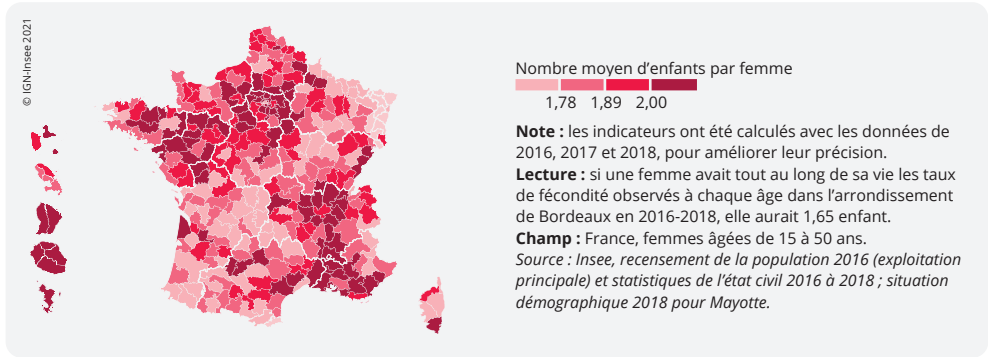 © IGN-Insee 2021
Nombre moyen d’enfants par femme
1,78 1,89 2,00
Note : les indicateurs ont été calculés avec les données de
2016, 2017 et 2018, pour améliorer leur précision.
Lecture : si une femme avait tout au long de sa vie les taux
de fécondité observés à chaque âge dans l’arrondissement
de Bordeaux en 2016-2018, elle aurait 1,65 enfant.
Champ : France, femmes âgées de 15 à 50 ans.
Source : Insee, recensement de la population 2016 (exploitation
principale) et statistiques de l’état civil 2016 à 2018 ; situation
démographique 2018 pour Mayotte.